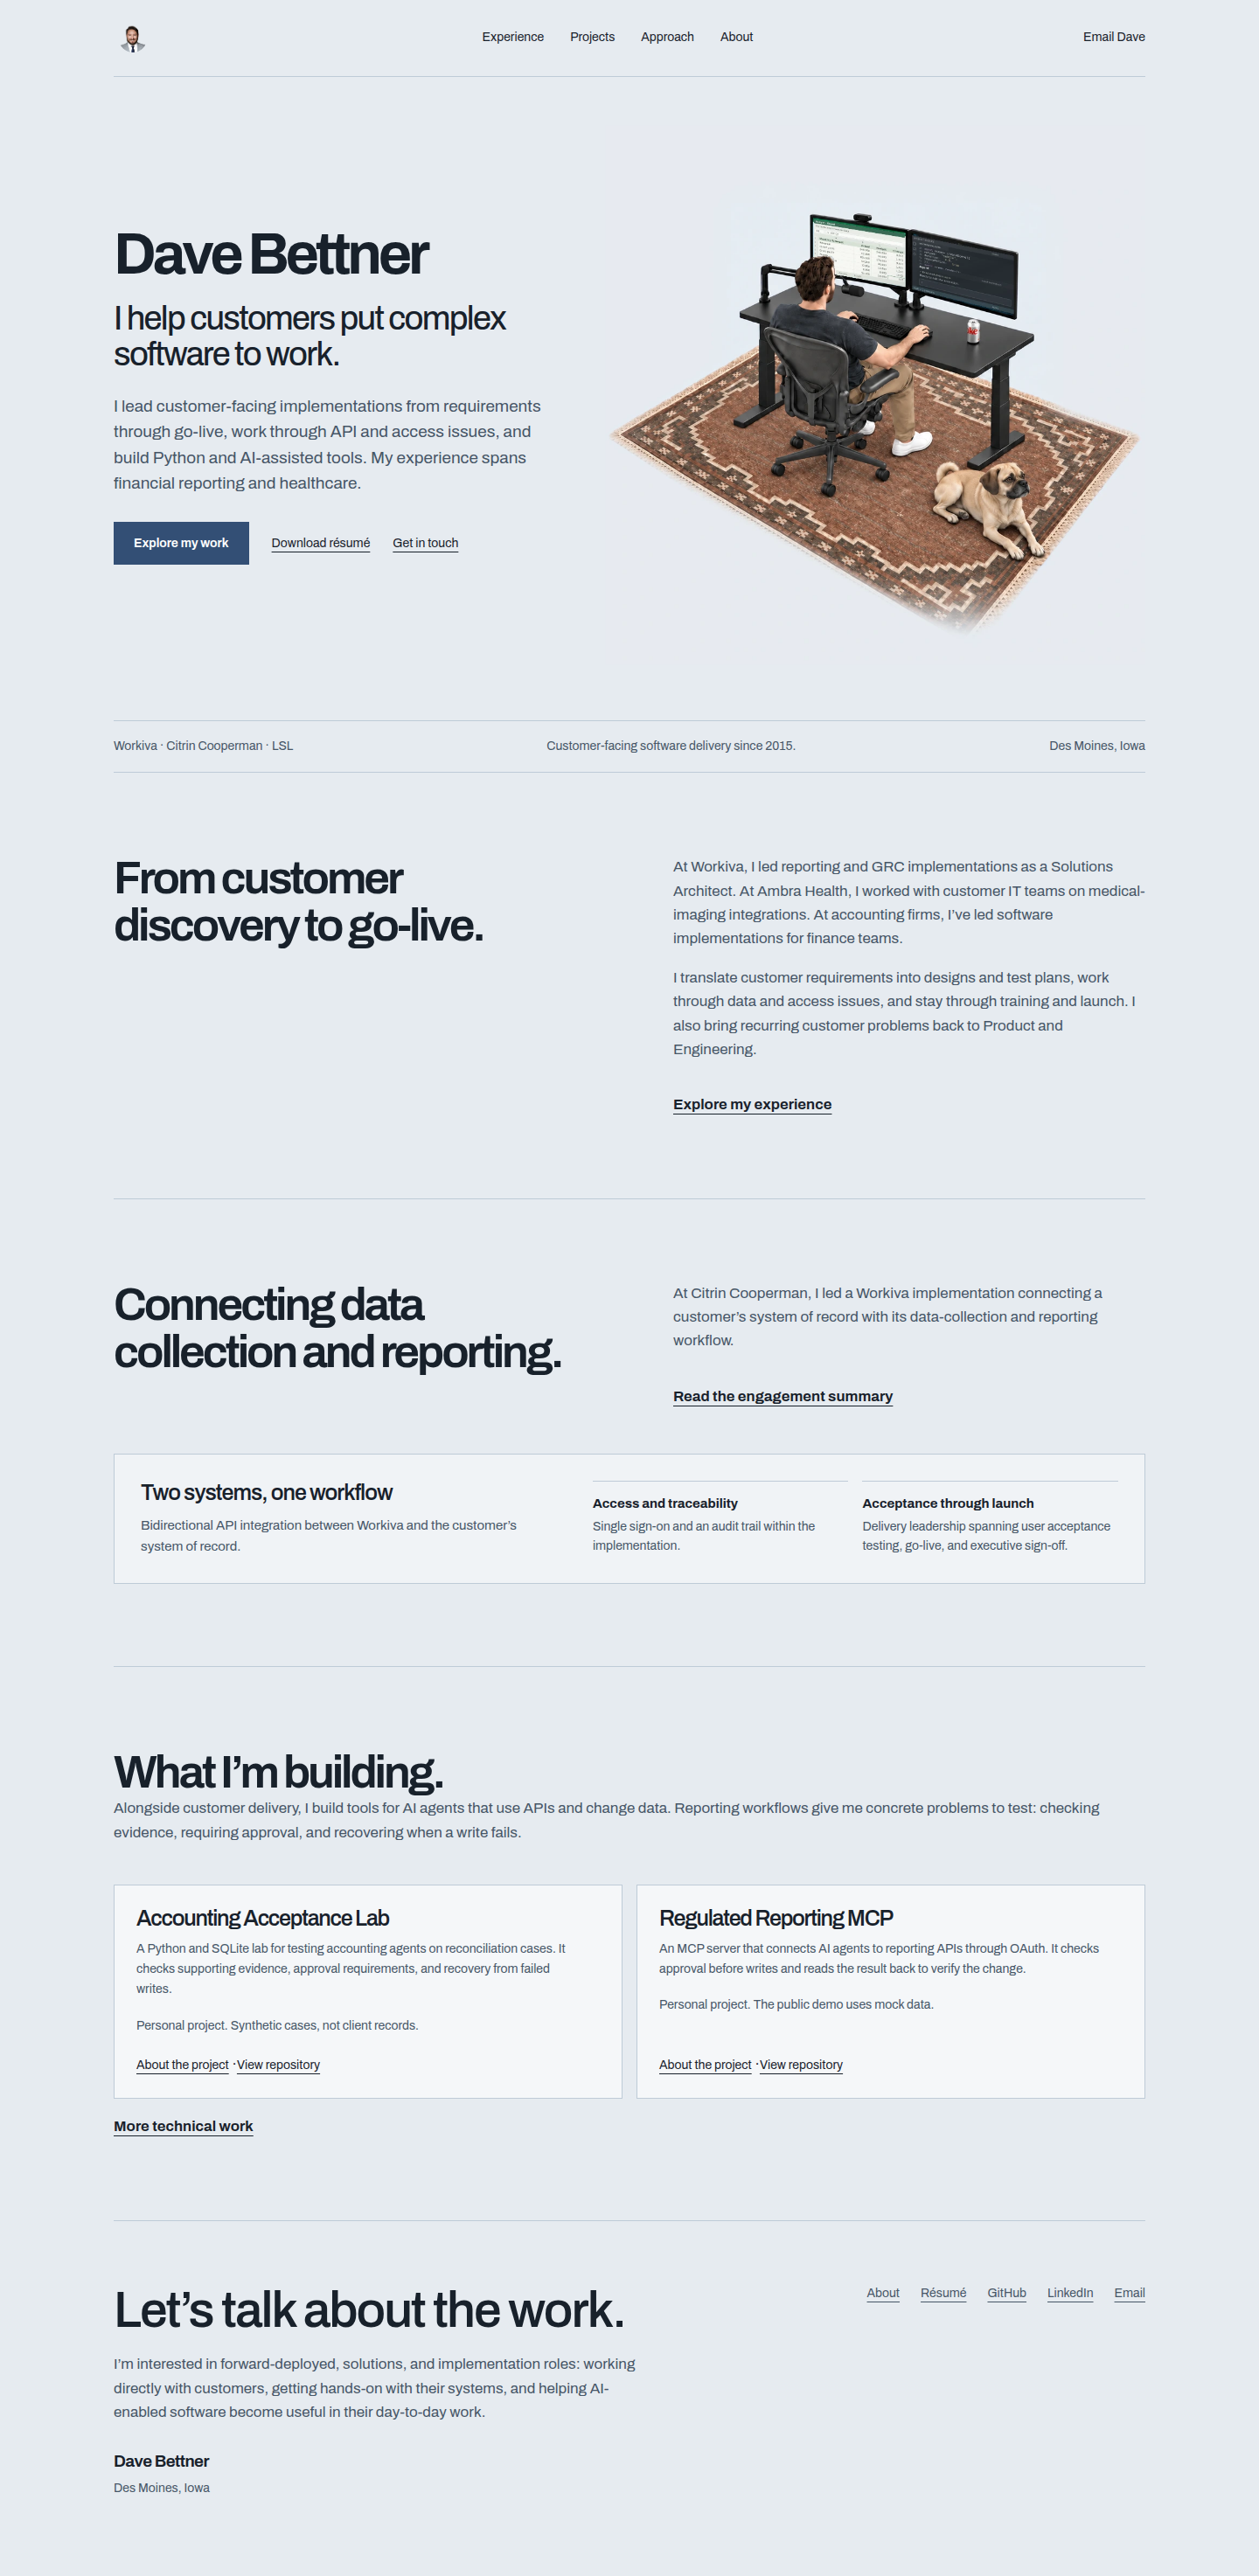 Experience Projects Approach About Email Dave
Dave Bettner
I help customers put complex
software to work.
I lead customer-facing implementations from requirements
through go-live, work through API and access issues, and
build Python and AI-assisted tools. My experience spans
financial reporting and healthcare.
Explore my work Download résumé Get in touch
Workiva · Citrin Cooperman · LSL Customer-facing software delivery since 2015. Des Moines, Iowa
From customer
discovery to go-live.
At Workiva, I led reporting and GRC implementations as a Solutions
Architect. At Ambra Health, I worked with customer IT teams on medical-
imaging integrations. At accounting firms, I’ve led software
implementations for finance teams.
I translate customer requirements into designs and test plans, work
through data and access issues, and stay through training and launch. I
also bring recurring customer problems back to Product and
Engineering.
Explore my experience
Connecting data
collection and reporting.
At Citrin Cooperman, I led a Workiva implementation connecting a
customer’s system of record with its data-collection and reporting
workflow.
Read the engagement summary
Two systems, one workflow
Bidirectional API integration between Workiva and the customer’s
system of record.
Access and traceability
Single sign-on and an audit trail within the
implementation.
Acceptance through launch
Delivery leadership spanning user acceptance
testing, go-live, and executive sign-off.
What I’m building.
Alongside customer delivery, I build tools for AI agents that use APIs and change data. Reporting workflows give me concrete problems to test: checking
evidence, requiring approval, and recovering when a write fails.
Accounting Acceptance Lab
A Python and SQLite lab for testing accounting agents on reconciliation cases. It
checks supporting evidence, approval requirements, and recovery from failed
writes.
Personal project. Synthetic cases, not client records.
About the project · View repository
Regulated Reporting MCP
An MCP server that connects AI agents to reporting APIs through OAuth. It checks
approval before writes and reads the result back to verify the change.
Personal project. The public demo uses mock data.
About the project · View repository
More technical work
Let’s talk about the work.
I’m interested in forward-deployed, solutions, and implementation roles: working
directly with customers, getting hands-on with their systems, and helping AI-
enabled software become useful in their day-to-day work.
Dave Bettner
Des Moines, Iowa
About Résumé GitHub LinkedIn Email